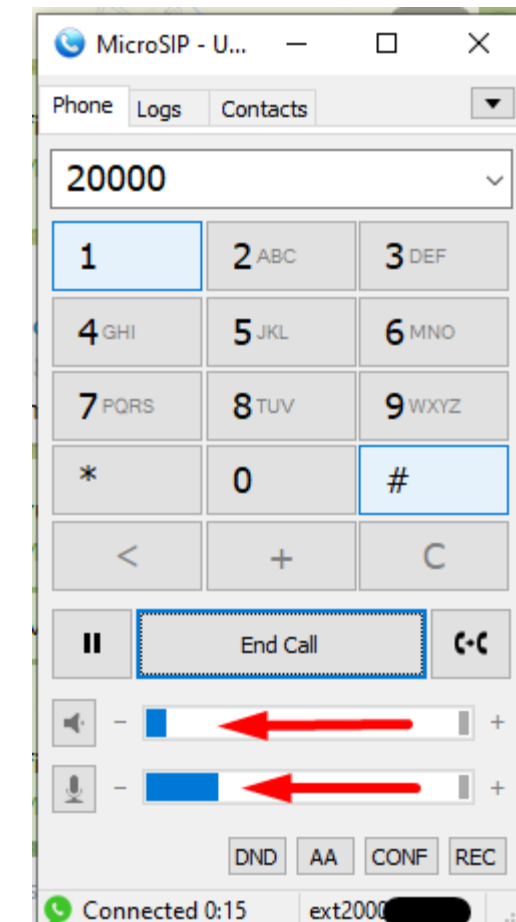 MicroSIP - U...
Phone Logs Contacts
20000
1 2 ABC 3 DEF
4 GHI 5 JKL 6 MNO
7 PQRS 8 TUV 9 WXYZ
* 0 #
< + C
End Call
- +
- +
DND AA CONF REC
Connected 0:15 ext2000